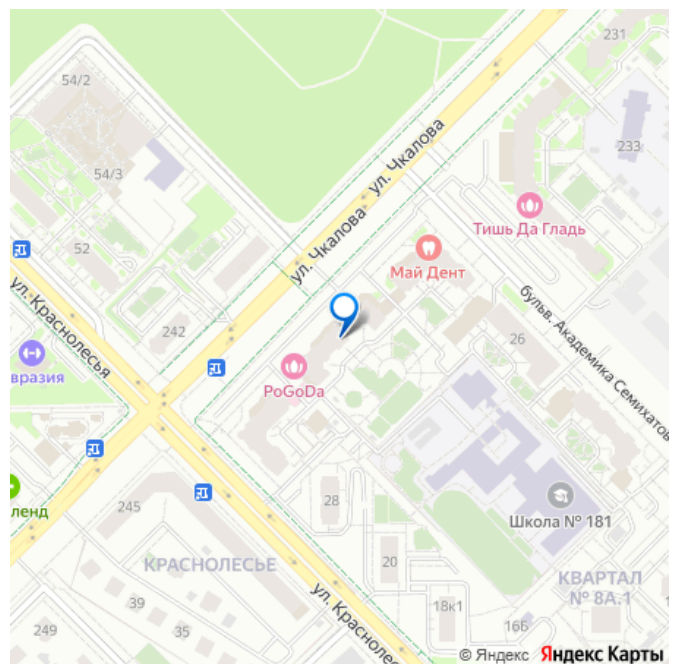 231
54/2
233
54/3
ул. Чкалова
Тишь Да Гладь
52
ул. Чкалова
Май Дент
ул. Краснолесья
242
бульв. Академика Семихатов
26
вразия
PoGoDa
ленд
245
28
Школа № 181
КРАСНОЛЕСЬЕ
20
КВАРТАЛ
№ 8А.1
39
18к1
ул. Краснолес
249
35
16Б
© Яндекс Яндекс Карты